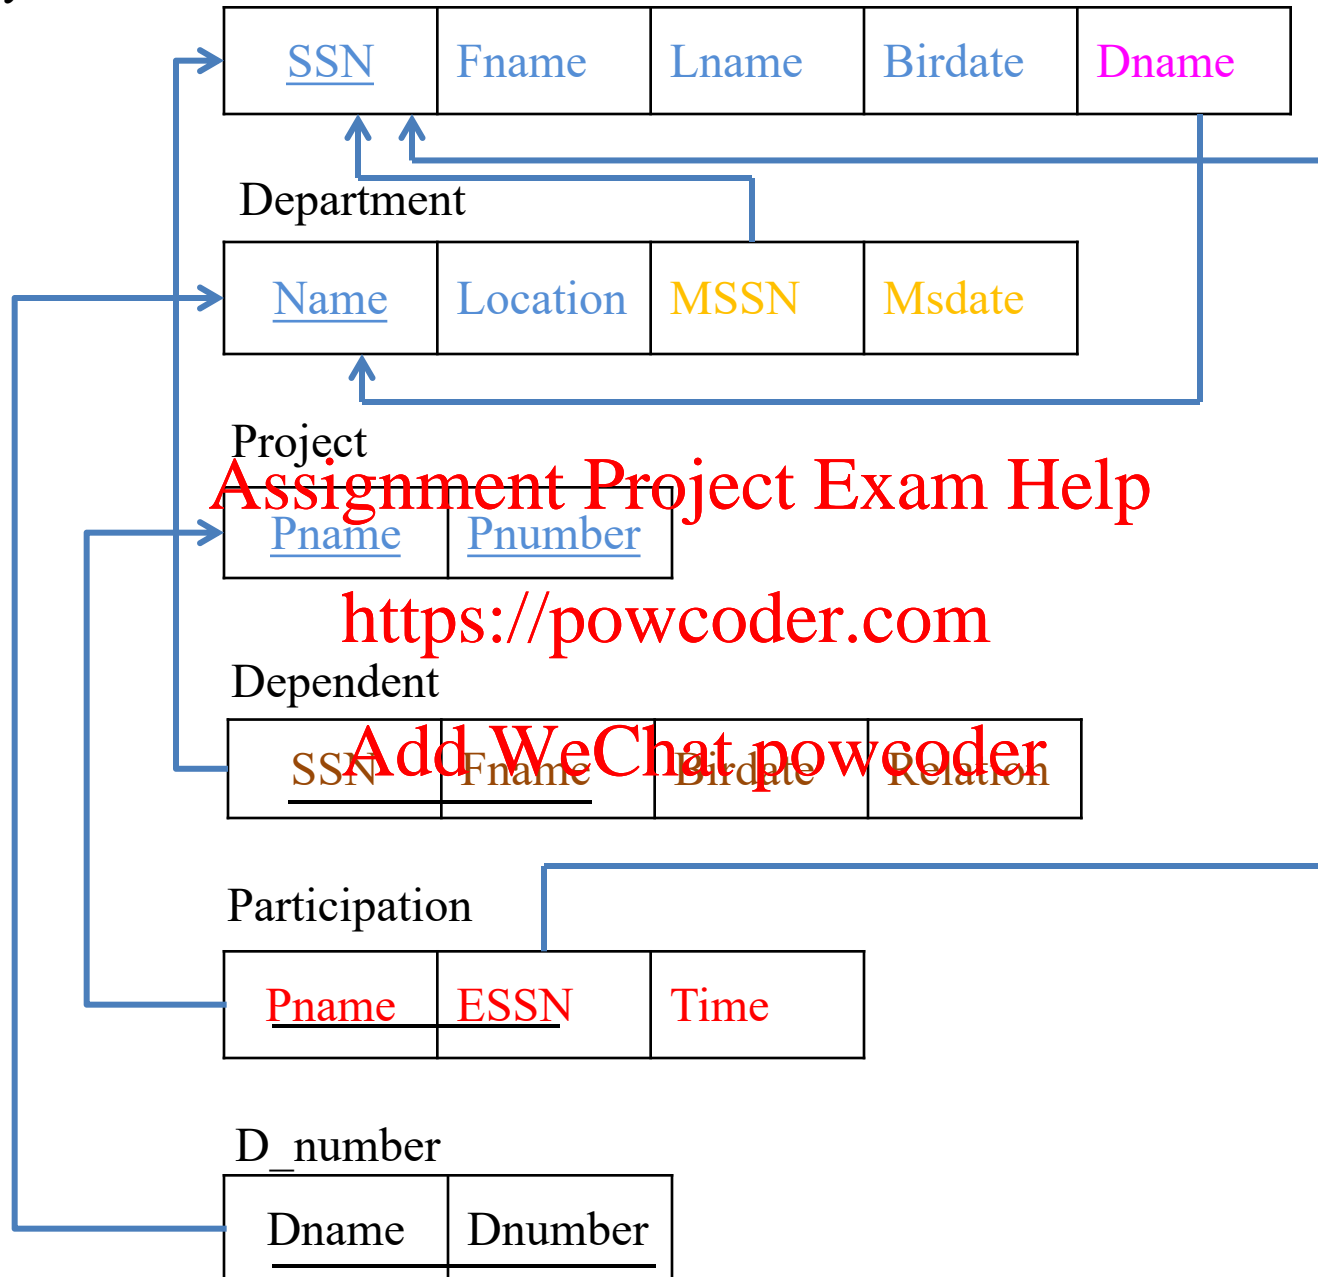 SSN Fname Lname Birdate Dname
Department
Name Location MSSN Msdate
Project
Assignment Project Exam Help
Pname Pnumber
https://powcoder.com
Dependent
Add WeChat powcoder
SSN Fname Birdate Relation
Participation
Pname ESSN Time
D_number
Dname Dnumber